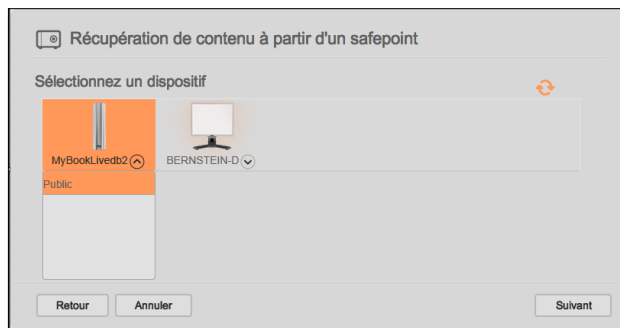 Récupération de contenu à partir d'un safepoint
Sélectionnez un dispositif
MyBookLivedb2 BERNSTEIN-D
Public
Retour Annuler Suivant